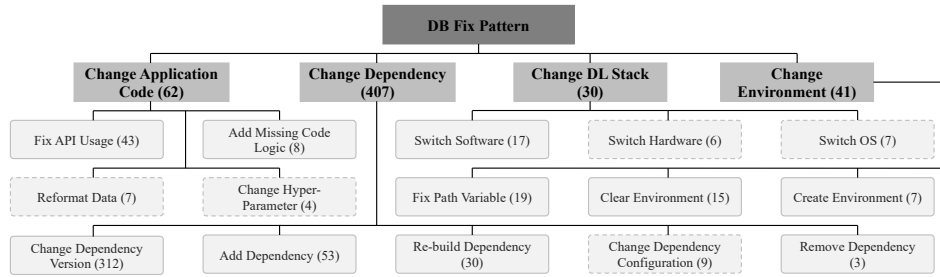 DB Fix Pattern
Change Application
Code (62)
Change Dependency
(407)
Change DL Stack
(30)
Change
Environment (41)
Fix API Usage (43)
Add Missing Code
Logic (8)
Switch Software (17)
Switch Hardware (6)
Switch OS (7)
Reformat Data (7)
Change Hyper-
Parameter (4)
Fix Path Variable (19)
Clear Environment (15)
Create Environment (7)
Change Dependency
Version (312)
Add Dependency (53)
Re-build Dependency
(30)
Change Dependency
Configuration (9)
Remove Dependency
(3)